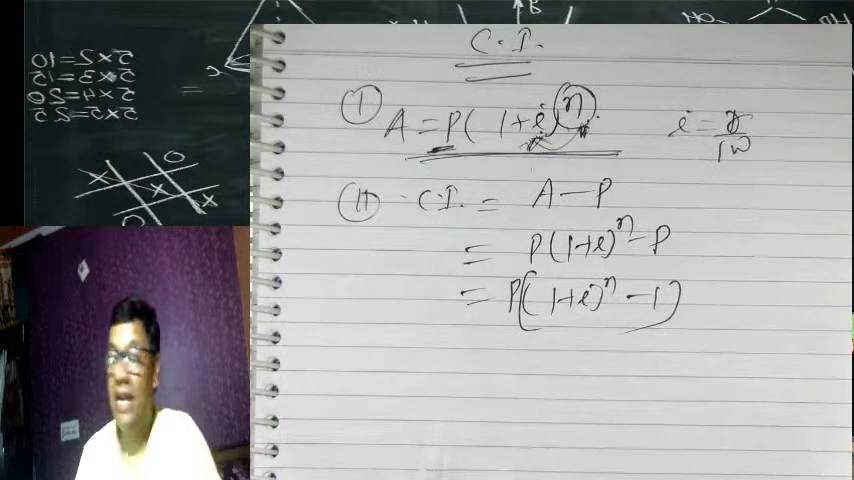 C.I.
I A = P(1+i)^n.
i = r/100
II C.I. = A - P
= P(1+i)^n - P
= P((1+i)^n - 1)
5×2=10
5×3=15
5×4=20
5×5=25